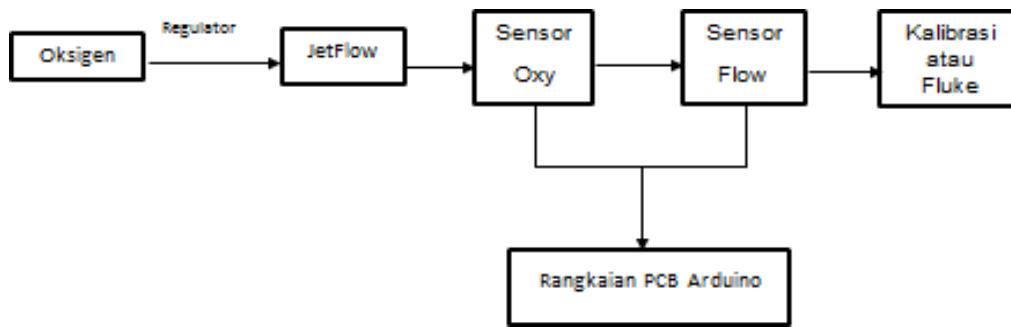 Regulator
Oksigen
JetFlow
Sensor
Oxy
Sensor
Flow
Kalibrasi
atau
Fluke
Rangkaian PCB Arduino